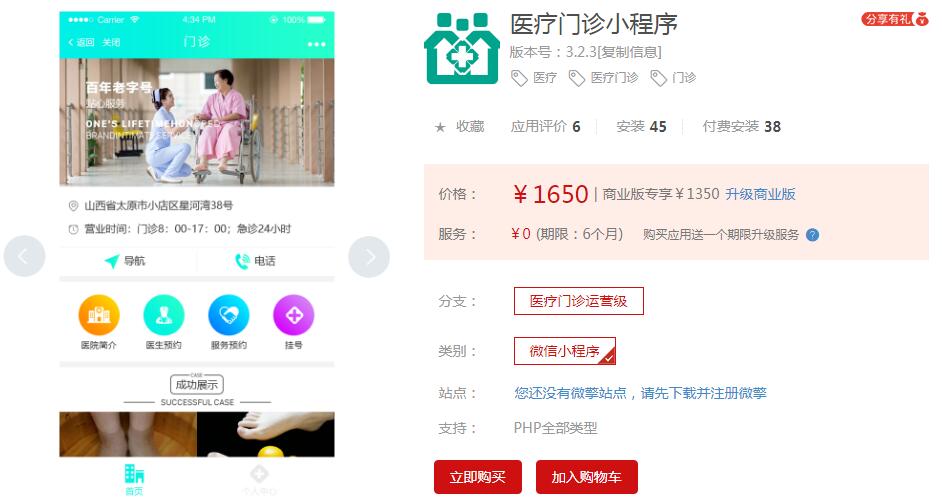 Carrier
4:34 PM
100%
返回 关闭
门诊
百年老字号
贴心服务
ONE'S LIFETIMEHONORED
BRANDINTIMATE SERVICE
山西省太原市小店区星河湾38号
营业时间：门诊8：00-17：00；急诊24小时
导航
电话
医院简介
医生预约
服务预约
挂号
CASE
成功展示
SUCCESSFUL CASE
首页
个人中心
医疗门诊小程序
分享有礼
版本号：3.2.3[复制信息]
医疗 医疗门诊 门诊
★ 收藏 应用评价 6 安装 45 付费安装 38
价格： ¥1650 | 商业版专享¥1350 升级商业版
服务： ¥0 (期限：6个月) 购买应用送一个期限升级服务 ?
分支： 医疗门诊运营级
类别： 微信小程序
站点： 您还没有微擎站点，请先下载并注册微擎
支持： PHP全部类型
立即购买 加入购物车